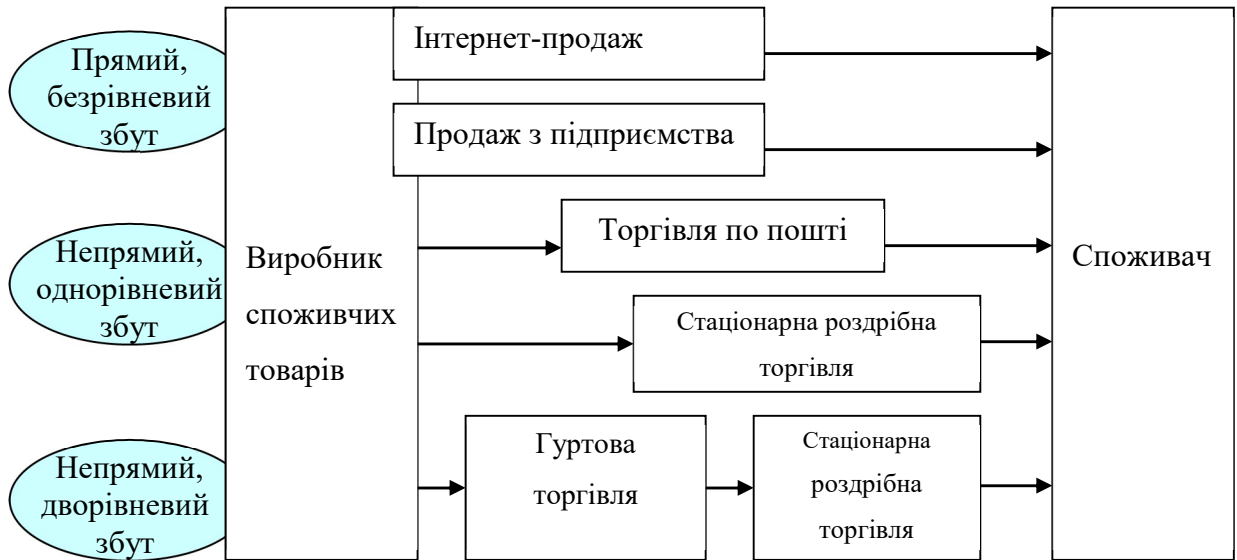 Прямий,
безрівневий
збут
Інтернет-продаж
Продаж з підприємства
Непрямий,
однорівневий
збут
Виробник
споживчих
товарів
Торгівля по пошті
Стаціонарна роздрібна
торгівля
Споживач
Непрямий,
дворівневий
збут
Гуртова
торгівля
Стаціонарна
роздрібна
торгівля